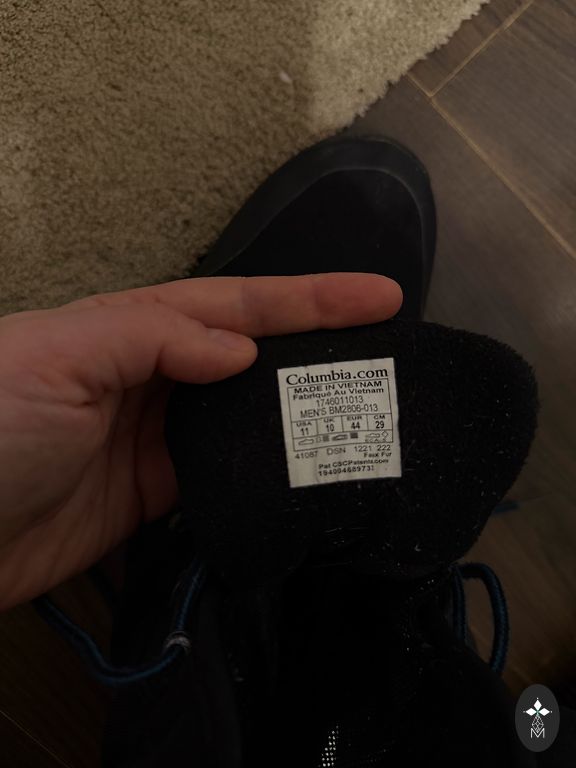 Columbia.com
MADE IN VIETNAM
Fabriqué Au Vietnam
1746011013
MEN'S BM2806-013
USA UK EUR CM
11 10 44 29
41087 DSN 1221 222
Faux Fur
Pat CSCPatents.com
M